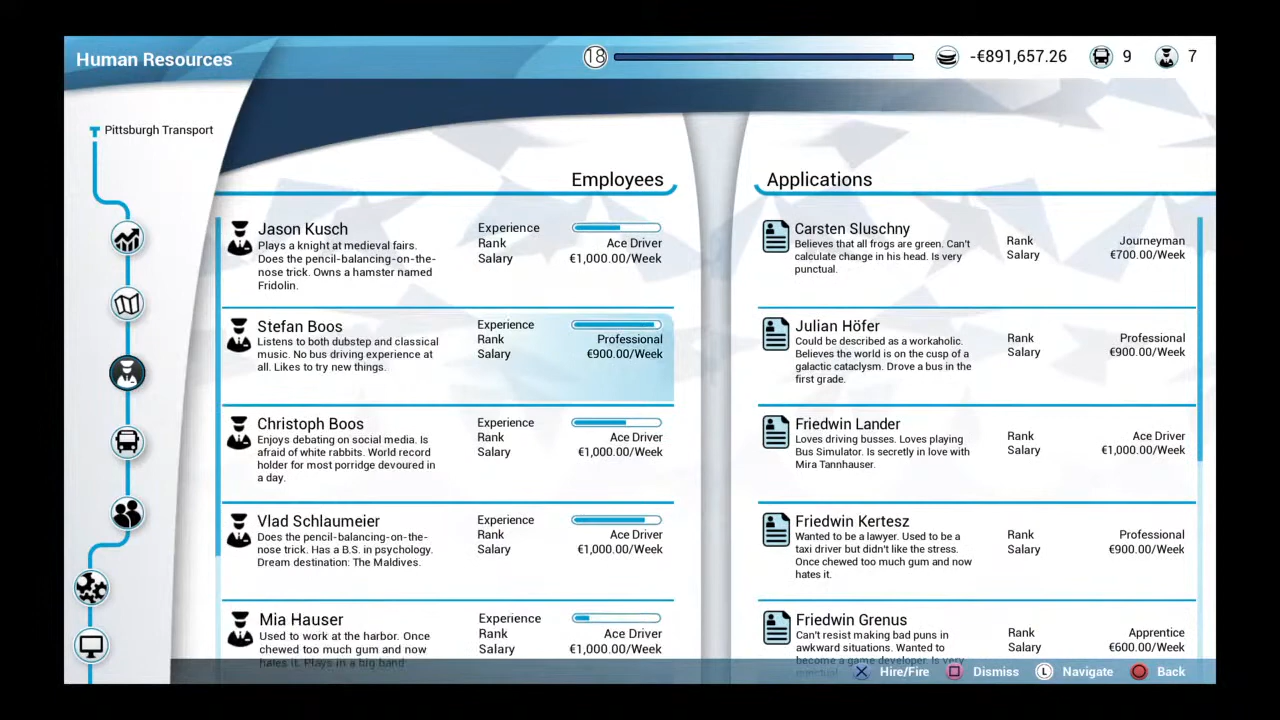 Human Resources
18
-€891,657.26
9
7
Pittsburgh Transport
Employees
Jason Kusch
Plays a knight at medieval fairs.
Does the pencil-balancing-on-the-
nose trick. Owns a hamster named
Fridolin.
Experience
Rank Ace Driver
Salary €1,000.00/Week
Stefan Boos
Listens to both dubstep and classical
music. No bus driving experience at
all. Likes to try new things.
Experience
Rank Professional
Salary €900.00/Week
Christoph Boos
Enjoys debating on social media. Is
afraid of white rabbits. World record
holder for most porridge devoured in
a day.
Experience
Rank Ace Driver
Salary €1,000.00/Week
Vlad Schlaumeier
Does the pencil-balancing-on-the-
nose trick. Has a B.S. in psychology.
Dream destination: The Maldives.
Experience
Rank Ace Driver
Salary €1,000.00/Week
Mia Hauser
Used to work at the harbor. Once
chewed too much gum and now
hates it. Plays in a big band
Experience
Rank Ace Driver
Salary €1,000.00/Week
Applications
Carsten Sluschny
Believes that all frogs are green. Can't
calculate change in his head. Is very
punctual.
Rank Journeyman
Salary €700.00/Week
Julian Höfer
Could be described as a workaholic.
Believes the world is on the cusp of a
galactic cataclysm. Drove a bus in the
first grade.
Rank Professional
Salary €900.00/Week
Friedwin Lander
Loves driving busses. Loves playing
Bus Simulator. Is secretly in love with
Mira Tannhauser.
Rank Ace Driver
Salary €1,000.00/Week
Friedwin Kertesz
Wanted to be a lawyer. Used to be a
taxi driver but didn't like the stress.
Once chewed too much gum and now
hates it.
Rank Professional
Salary €900.00/Week
Friedwin Grenus
Can't resist making bad puns in
awkward situations. Wanted to
become a game developer. Is very
punctual.
Rank Apprentice
Salary €600.00/Week
Hire/Fire
Dismiss
L Navigate
Back